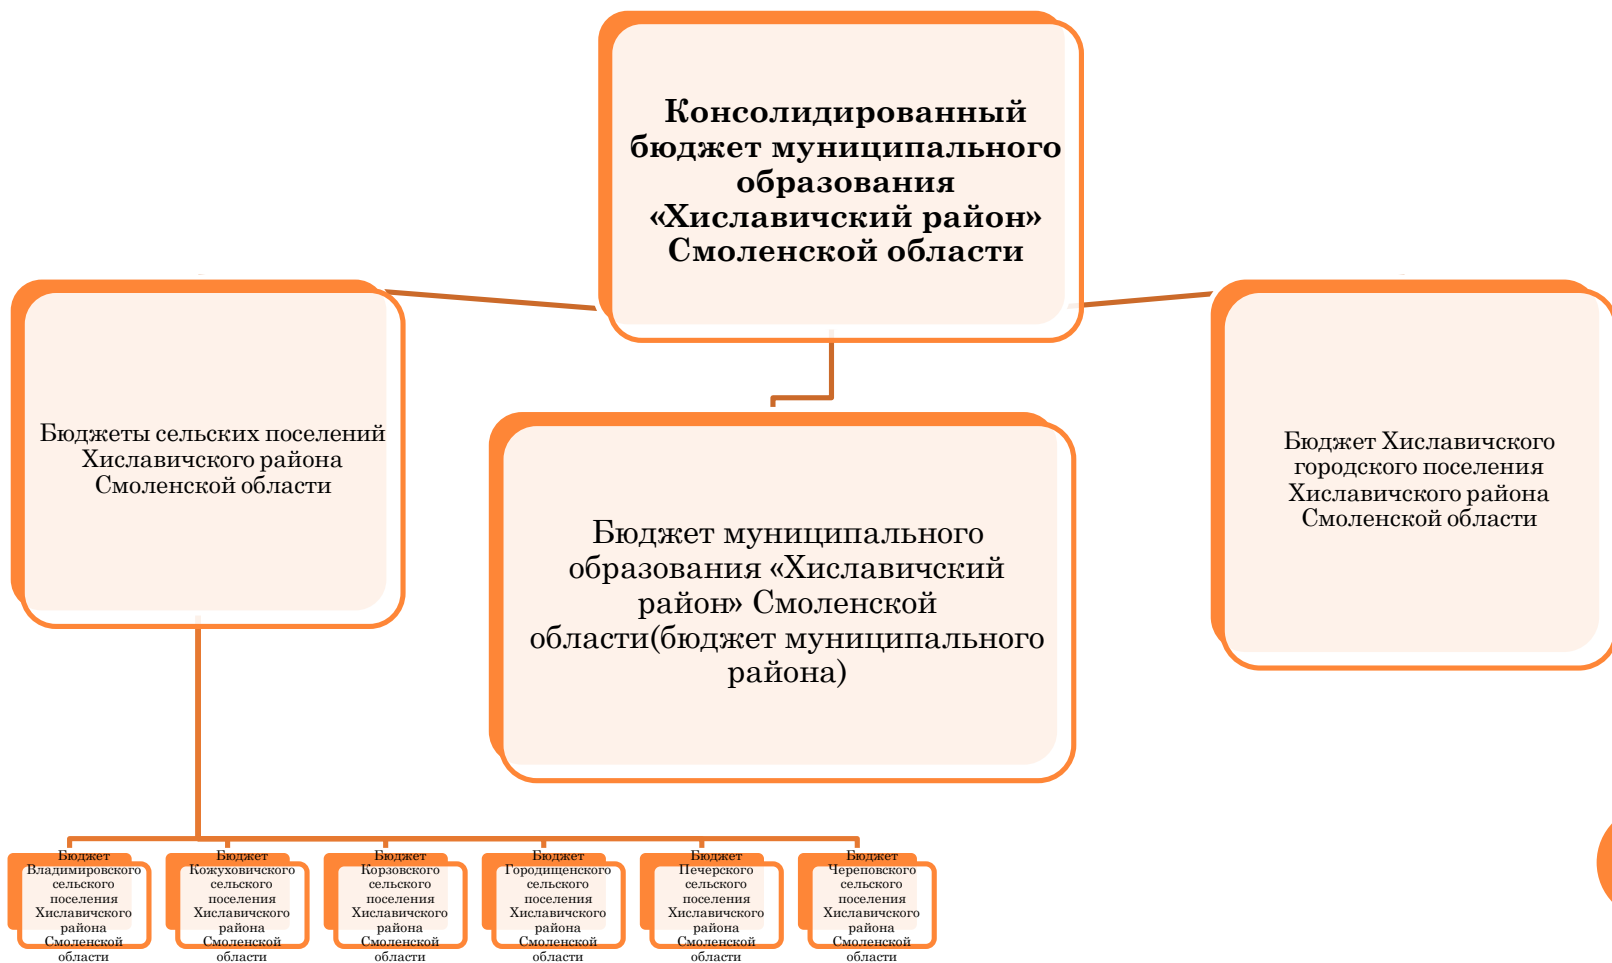 Консолидированный
бюджет муниципального
образования
«Хиславичский район»
Смоленской области
Бюджеты сельских поселений
Хиславичского района
Смоленской области
Бюджет муниципального
образования «Хиславичский
район» Смоленской
области(бюджет муниципального
района)
Бюджет Хиславичского
городского поселения
Хиславичского района
Смоленской области
Бюджет
Владимировского
сельского
поселения
Хиславичского
района
Смоленской
области
Бюджет
Кожуховичского
сельского
поселения
Хиславичского
района
Смоленской
области
Бюджет
Корзовского
сельского
поселения
Хиславичского
района
Смоленской
области
Бюджет
Городищенского
сельского
поселения
Хиславичского
района
Смоленской
области
Бюджет
Печерского
сельского
поселения
Хиславичского
района
Смоленской
области
Бюджет
Череповского
сельского
поселения
Хиславичского
района
Смоленской
области